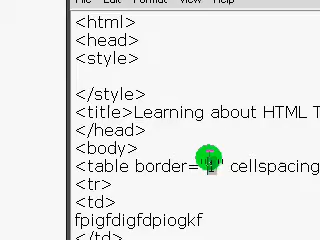 File Edit Format View Help
<html>
<head>
<style>
</style>
<title>Learning about HTML T
</head>
<body>
<table border=" " cellspacing
<tr>
<td>
fpigfdigfdpiogkf
</td>